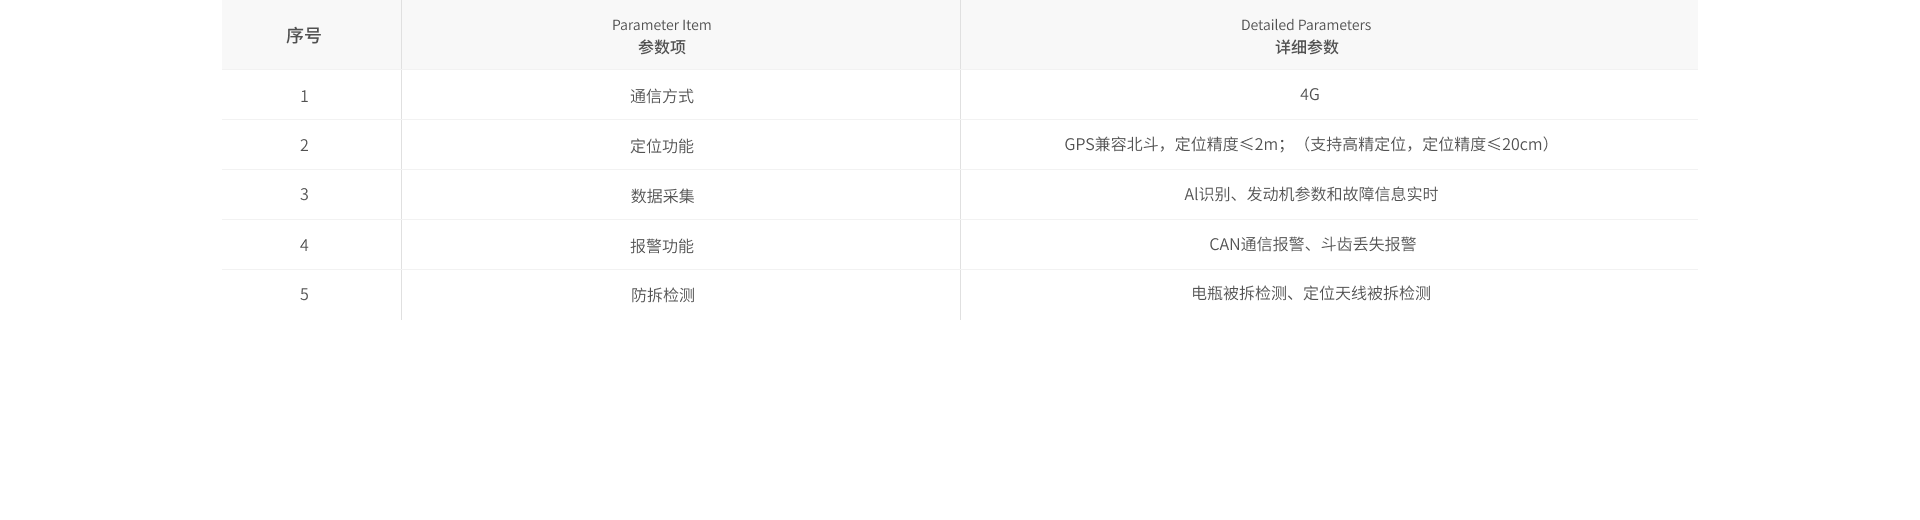 序号
Parameter Item
参数项
Detailed Parameters
详细参数
1
通信方式
4G
2
定位功能
GPS兼容北斗，定位精度≤2m；（支持高精定位，定位精度≤20cm）
3
数据采集
Al识别、发动机参数和故障信息实时
4
报警功能
CAN通信报警、斗齿丢失报警
5
防拆检测
电瓶被拆检测、定位天线被拆检测